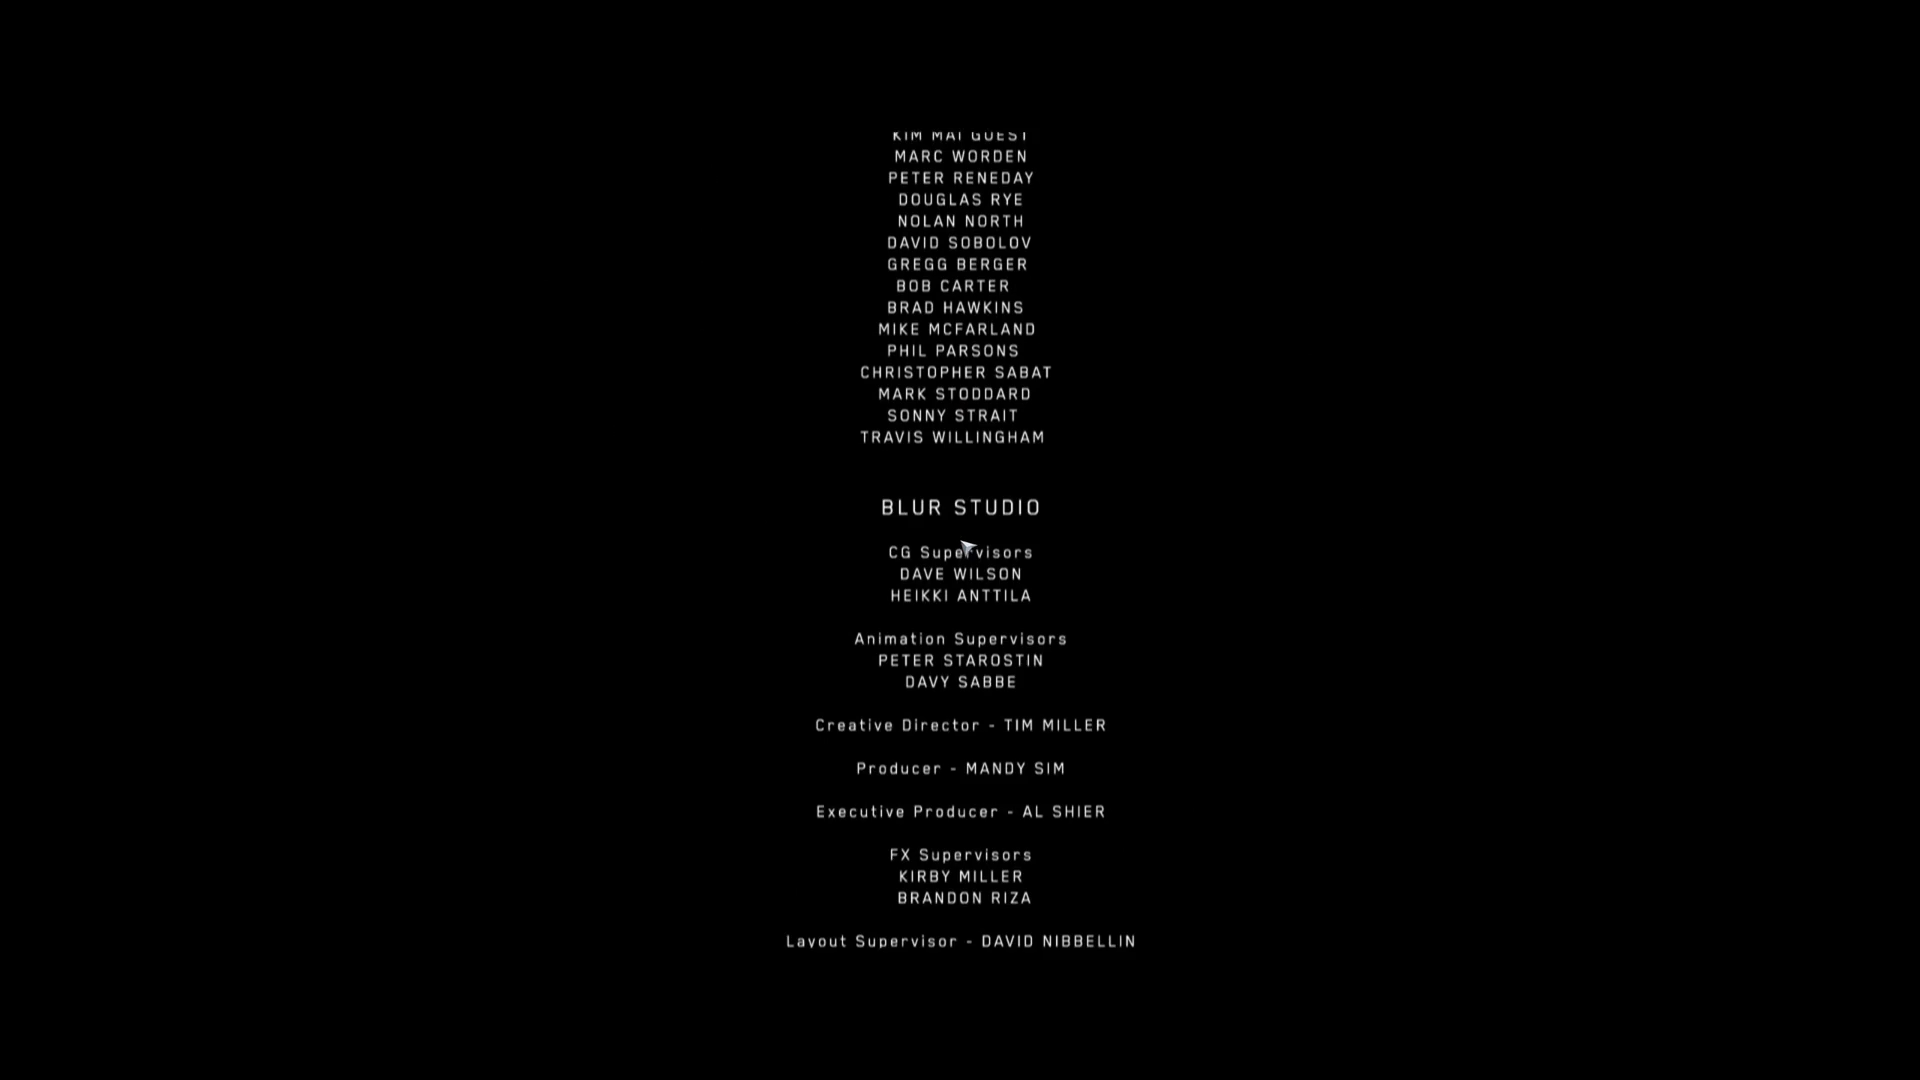 KIM MAI GUEST
MARC WORDEN
PETER RENEDAY
DOUGLAS RYE
NOLAN NORTH
DAVID SOBOLOV
GREGG BERGER
BOB CARTER
BRAD HAWKINS
MIKE MCFARLAND
PHIL PARSONS
CHRISTOPHER SABAT
MARK STODDARD
SONNY STRAIT
TRAVIS WILLINGHAM
BLUR STUDIO
CG Supervisors
DAVE WILSON
HEIKKI ANTTILA
Animation Supervisors
PETER STAROSTIN
DAVY SABBE
Creative Director - TIM MILLER
Producer - MANDY SIM
Executive Producer - AL SHIER
FX Supervisors
KIRBY MILLER
BRANDON RIZA
Layout Supervisor - DAVID NIBBELLIN